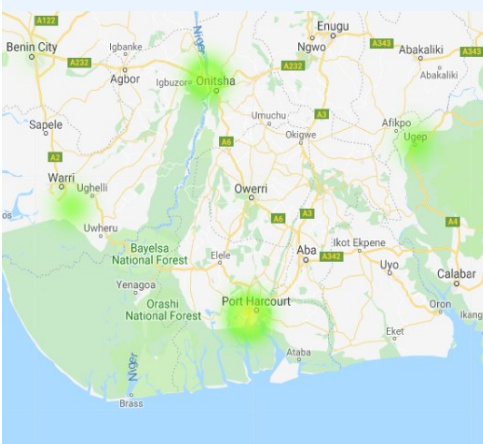 A122
Benin City
Igbanke
A232
Agbor
Igbuzor
Onitsha
Niger
Enugu
Ngwo
A343
Abakaliki
A343
A232
Abakaliki
Sapele
Umuchu
A3
Okigwe
Afikpo
Ugep
A6
A2
Warri
Ughelli
Owerri
os
Uwheru
A6
A3
A4
Bayelsa
National Forest
Elele
Aba
Ikot Ekpene
A342
Uyo
Calabar
Yenagoa
Orashi
National Forest
Port Harcourt
Oron
Ikang
Eket
Ataba
Niger
Brass